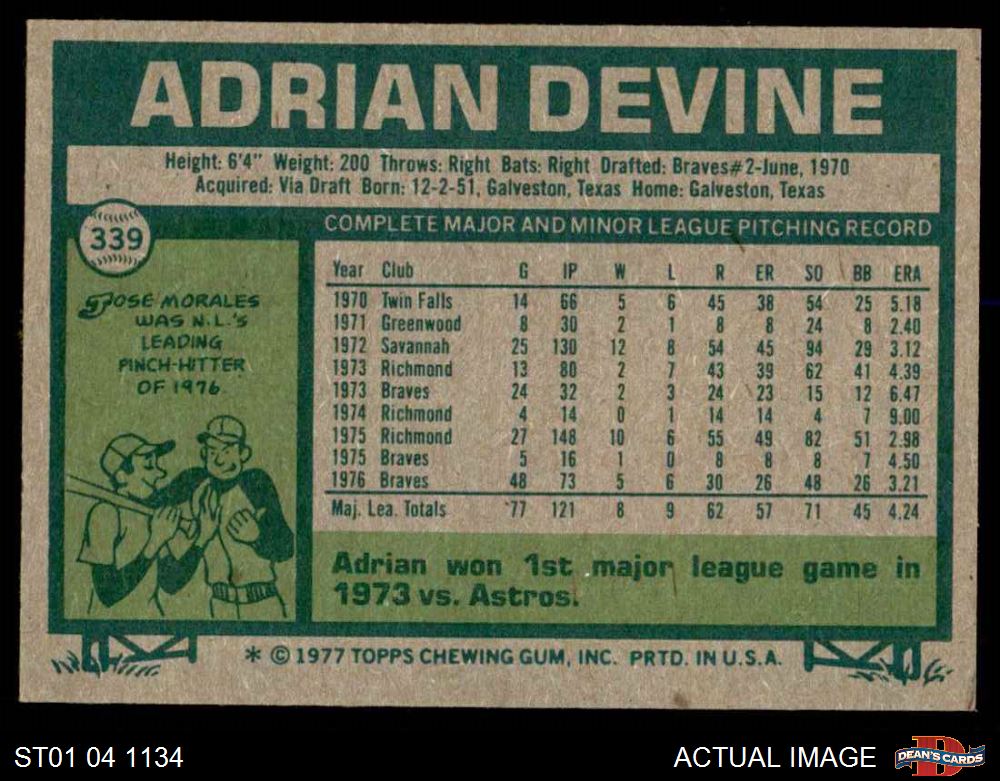 ADRIAN DEVINE
Height: 6'4" Weight: 200 Throws: Right Bats: Right Drafted: Braves#2-June, 1970
Acquired: Via Draft Born: 12-2-51, Galveston, Texas Home: Galveston, Texas
339
COMPLETE MAJOR AND MINOR LEAGUE PITCHING RECORD
JOSE MORALES
WAS N.L.'S
LEADING
PINCH-HITTER
OF 1976.
Year Club G IP W L R ER SO BB ERA
1970 Twin Falls 14 66 5 6 45 38 54 25 5.18
1971 Greenwood 8 30 2 1 8 8 24 8 2.40
1972 Savannah 25 130 12 8 54 45 94 29 3.12
1973 Richmond 13 80 2 7 43 39 62 41 4.39
1973 Braves 24 32 2 3 24 23 15 12 6.47
1974 Richmond 4 14 0 1 14 14 4 7 9.00
1975 Richmond 27 148 10 6 55 49 82 51 2.98
1975 Braves 5 16 1 0 8 8 8 7 4.50
1976 Braves 48 73 5 6 30 26 48 26 3.21
Maj. Lea. Totals 77 121 8 9 62 57 71 45 4.24
Adrian won 1st major league game in
1973 vs. Astros.
* © 1977 TOPPS CHEWING GUM, INC. PRTD. IN U.S.A.
ST01 04 1134
ACTUAL IMAGE
D
DEAN'S CARDS